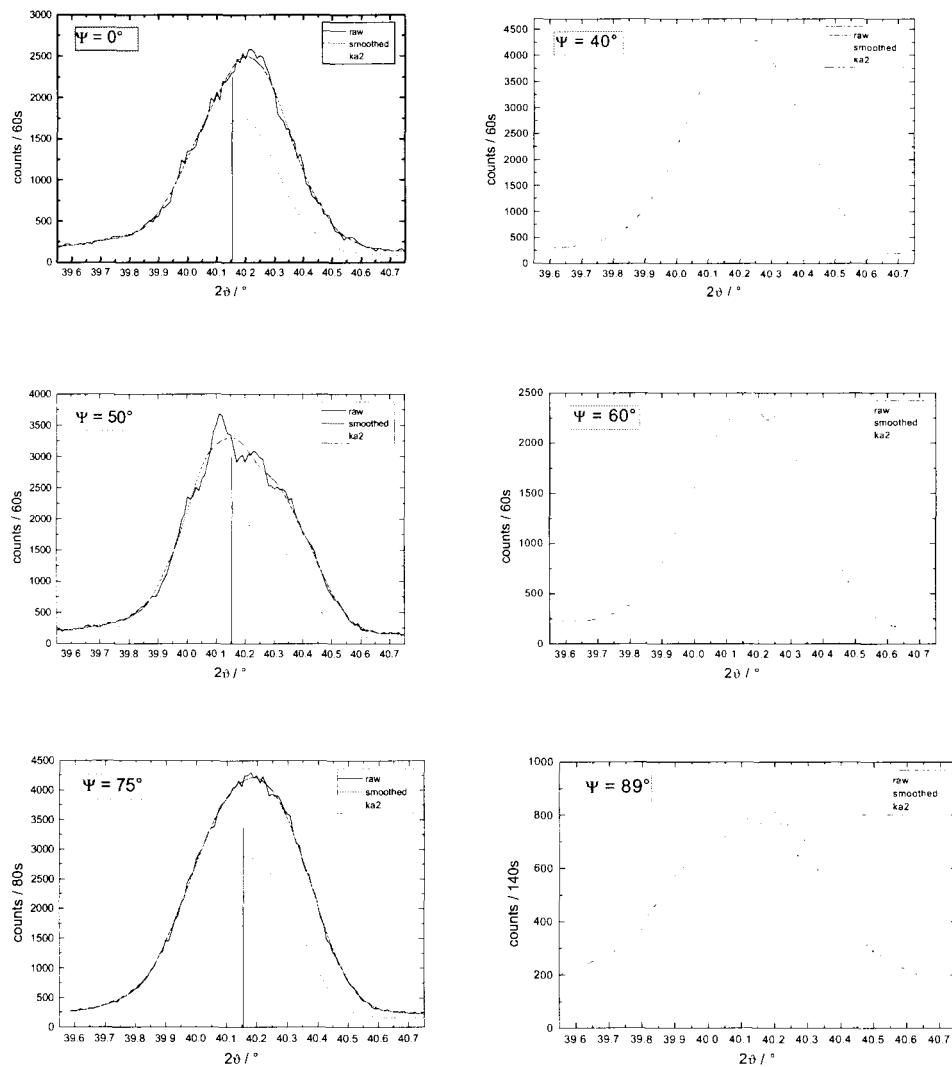 Ψ = 0°
raw
smoothed
ka2
counts / 60s
3000
2500
2000
1500
1000
500
0
39.6 39.7 39.8 39.9 40.0 40.1 40.2 40.3 40.4 40.5 40.6 40.7
2ϑ / °
Ψ = 40°
raw
smoothed
ka2
counts / 60s
4500
4000
3500
3000
2500
2000
1500
1000
500
0
39.6 39.7 39.8 39.9 40.0 40.1 40.2 40.3 40.4 40.5 40.6 40.7
2ϑ / °
Ψ = 50°
raw
smoothed
ka2
counts / 60s
4000
3500
3000
2500
2000
1500
1000
500
0
39.6 39.7 39.8 39.9 40.0 40.1 40.2 40.3 40.4 40.5 40.6 40.7
2ϑ / °
Ψ = 60°
raw
smoothed
ka2
counts / 60s
2500
2000
1500
1000
500
0
39.6 39.7 39.8 39.9 40.0 40.1 40.2 40.3 40.4 40.5 40.6 40.7
2ϑ / °
Ψ = 75°
raw
smoothed
ka2
counts / 80s
4500
4000
3500
3000
2500
2000
1500
1000
500
0
39.6 39.7 39.8 39.9 40.0 40.1 40.2 40.3 40.4 40.5 40.6 40.7
2ϑ / °
Ψ = 89°
raw
smoothed
ka2
counts / 140s
1000
800
600
400
200
0
39.6 39.7 39.8 39.9 40.0 40.1 40.2 40.3 40.4 40.5 40.6 40.7
2ϑ / °